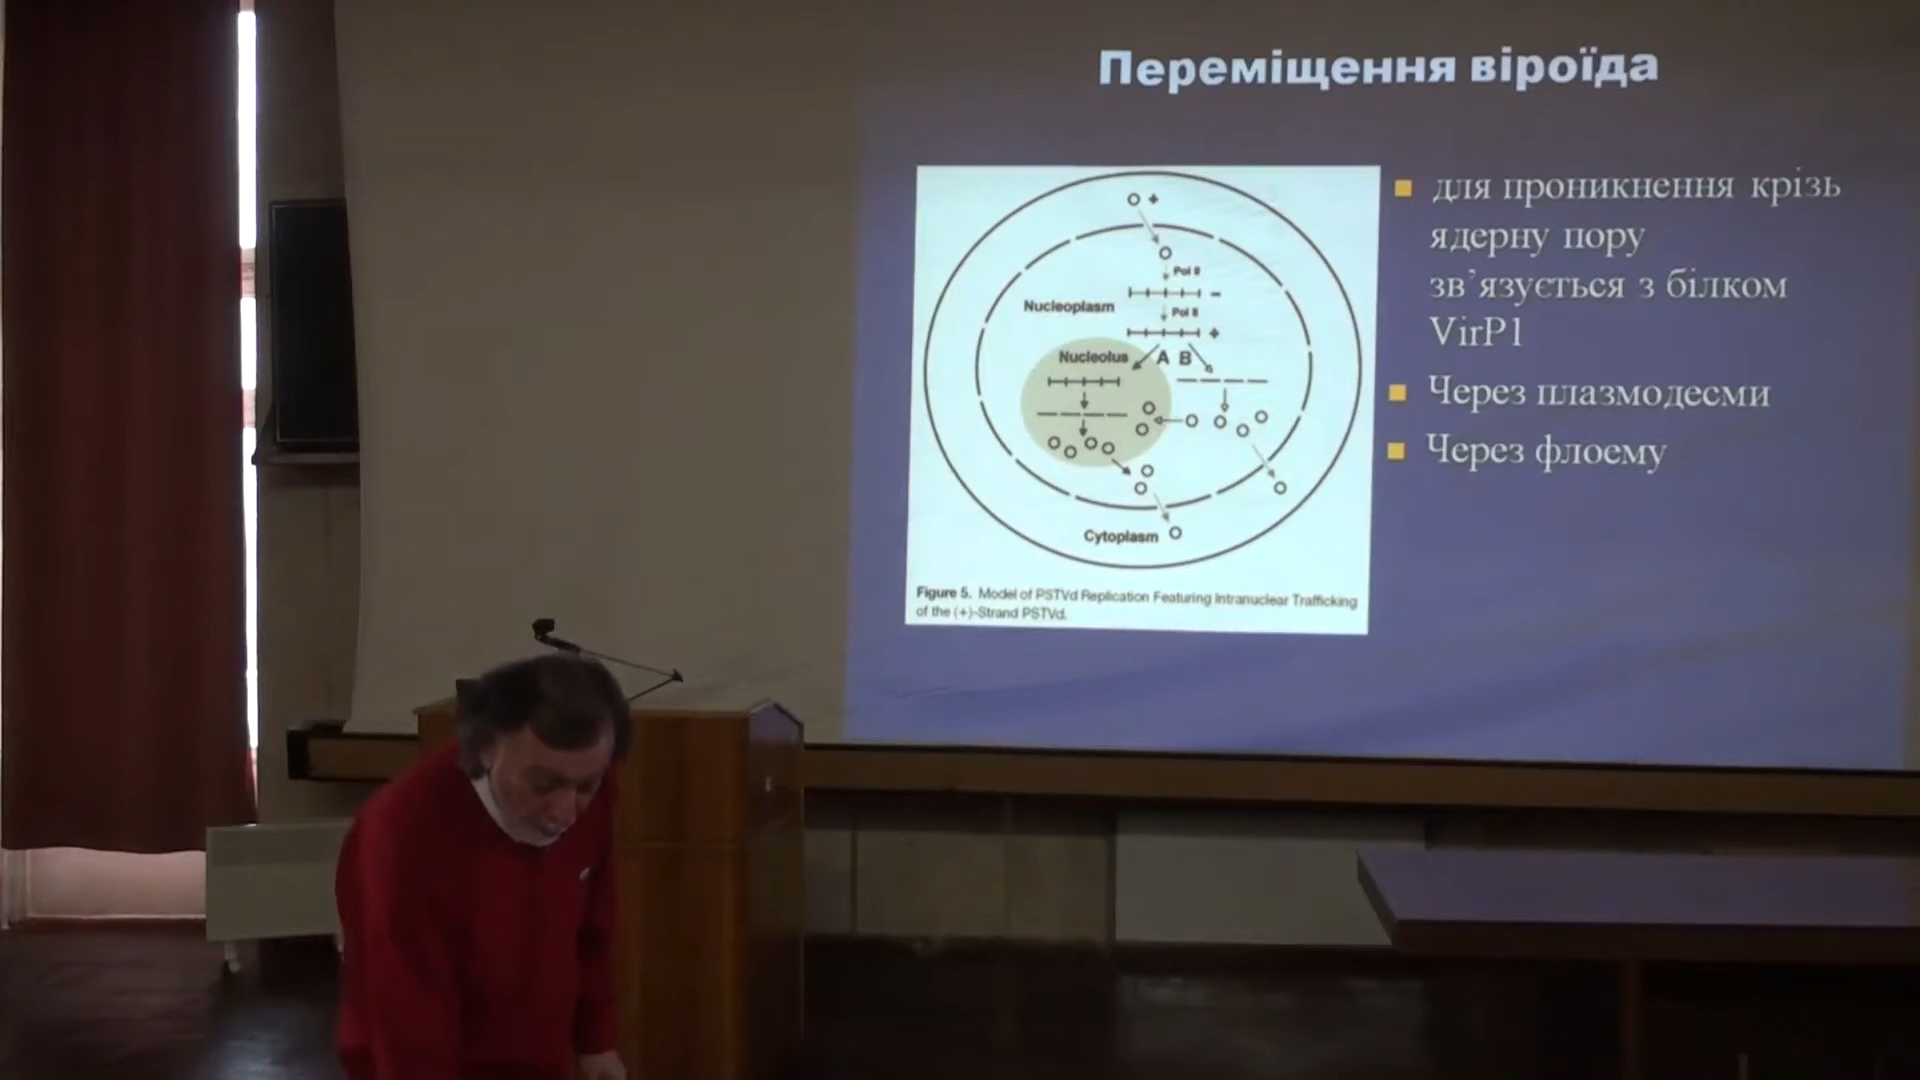 Переміщення віроїда
+
Pol II
−
Nucleoplasm
Pol II
+
Nucleolus
A B
Cytoplasm
Figure 5. Model of PSTVd Replication Featuring Intranuclear Trafficking
of the (+)-Strand PSTVd.
для проникнення крізь
ядерну пору
зв’язується з білком
VirP1
Через плазмодесми
Через флоему